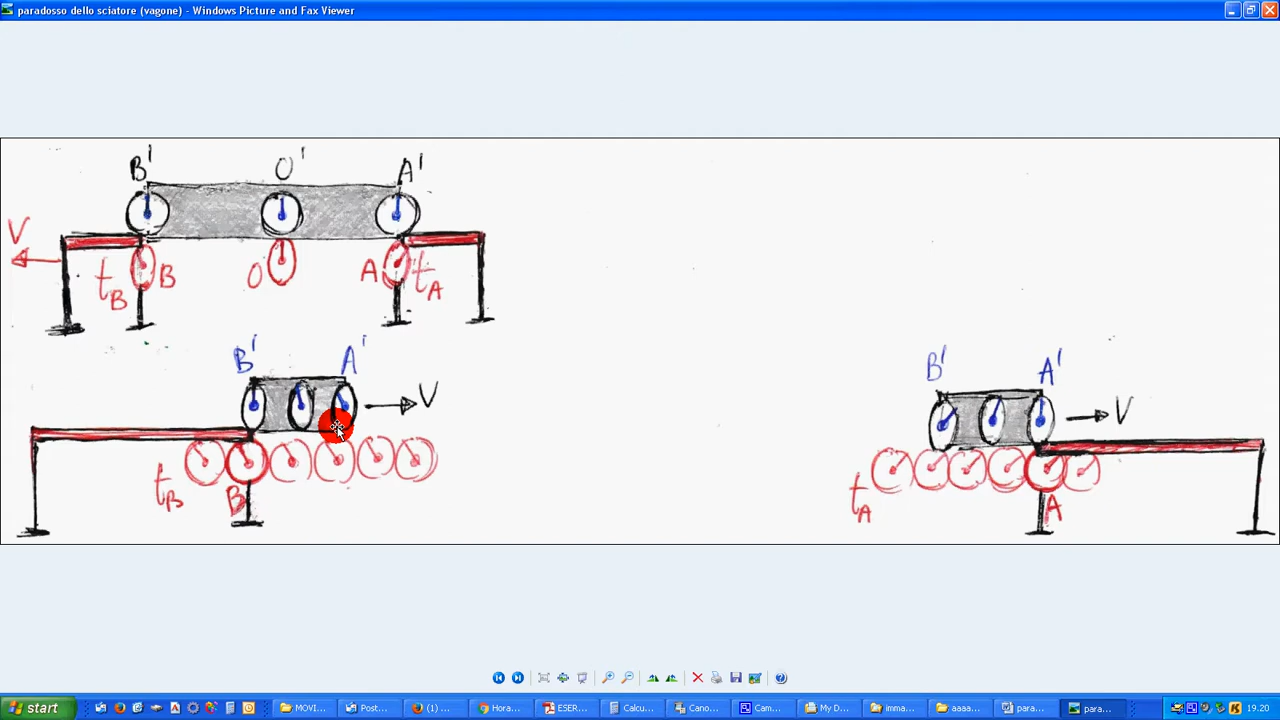 paradosso dello sciatore (vagone) - Windows Picture and Fax Viewer
B' O' A'
V
t_B B O A t_A
B' A'
V
t_B B
B' A'
V
t_A A
start
MOVI...
Post...
(1) ...
Hora...
ESER...
Calcu...
Cano...
Cam...
My D...
imma...
aaaa...
para...
para...
19.20